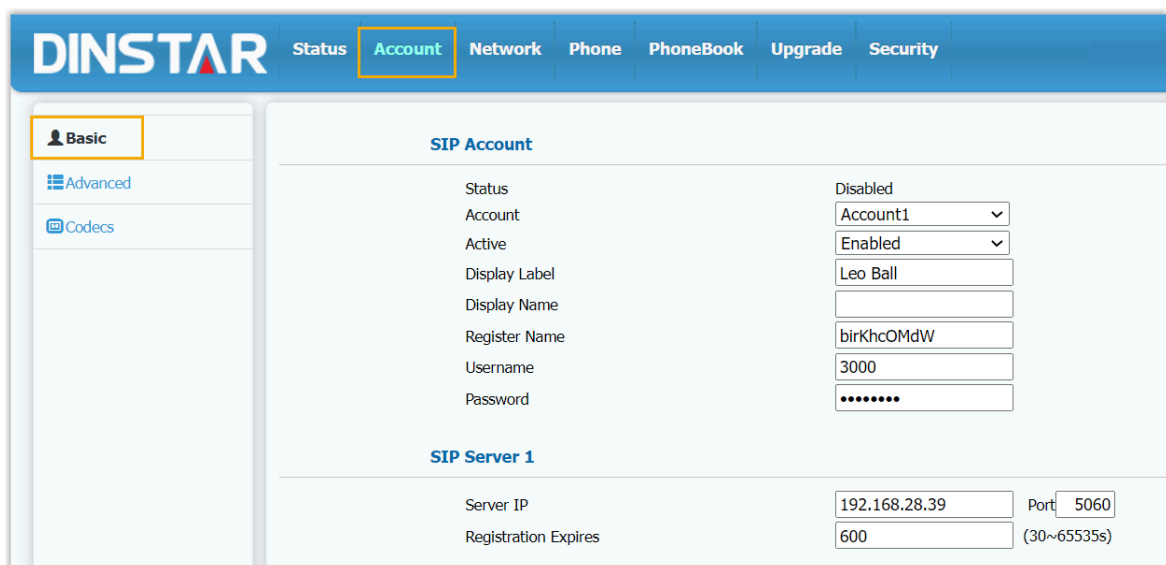 DINSTAR Status Account Network Phone PhoneBook Upgrade Security
Basic
Advanced
Codecs
SIP Account
Status Disabled
Account Account1
Active Enabled
Display Label Leo Ball
Display Name
Register Name birKhcOMdW
Username 3000
Password ••••••••
SIP Server 1
Server IP 192.168.28.39 Port 5060
Registration Expires 600 (30~65535s)